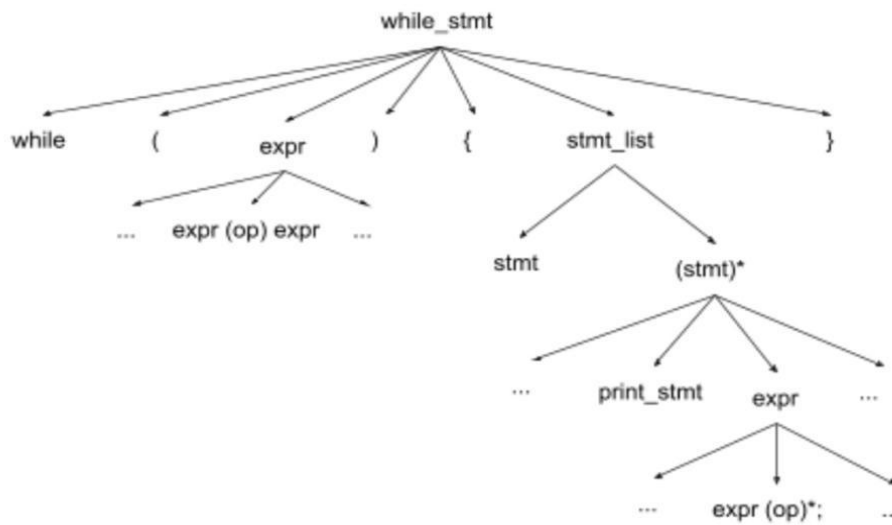 while_stmt
while ( expr ) { stmt_list }
... expr (op) expr ...
stmt (stmt)*
... print_stmt expr ...
... expr (op)*; ...